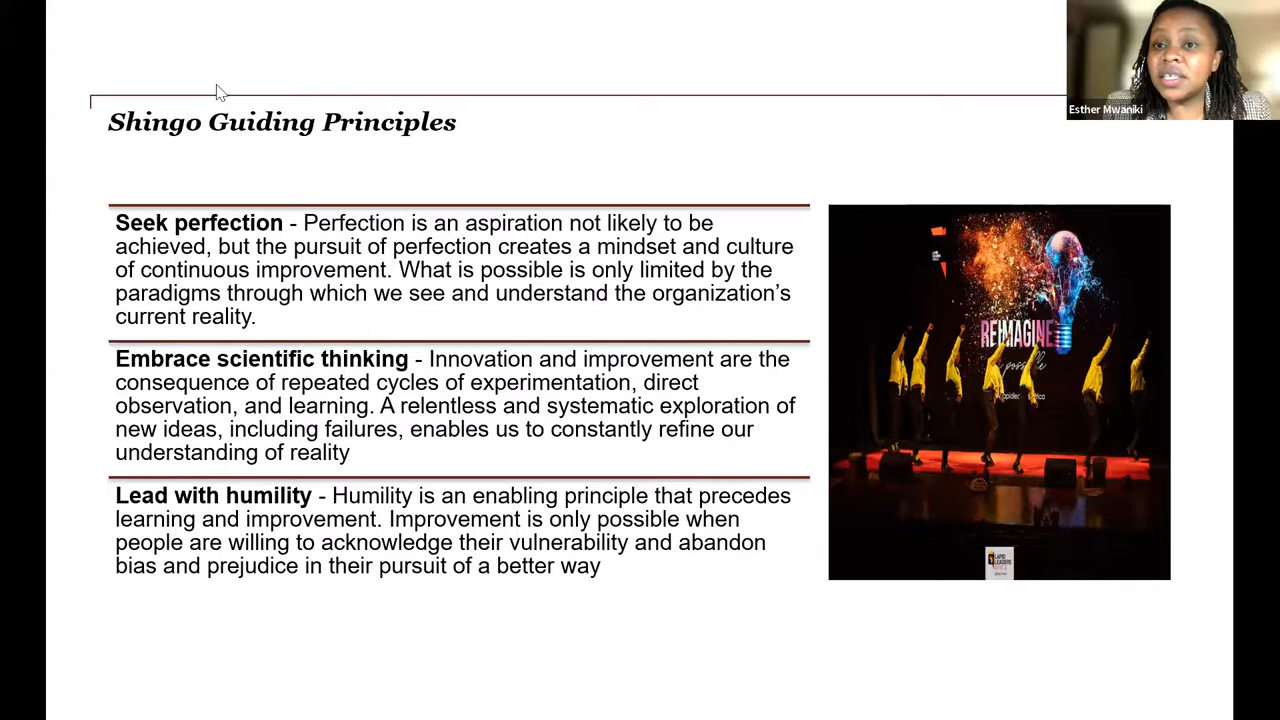 Esther Mwaniki
Shingo Guiding Principles
Seek perfection - Perfection is an aspiration not likely to be
achieved, but the pursuit of perfection creates a mindset and culture
of continuous improvement. What is possible is only limited by the
paradigms through which we see and understand the organization's
current reality.
Embrace scientific thinking - Innovation and improvement are the
consequence of repeated cycles of experimentation, direct
observation, and learning. A relentless and systematic exploration of
new ideas, including failures, enables us to constantly refine our
understanding of reality
Lead with humility - Humility is an enabling principle that precedes
learning and improvement. Improvement is only possible when
people are willing to acknowledge their vulnerability and abandon
bias and prejudice in their pursuit of a better way
REIMAGINE
LAPID
LEADERS